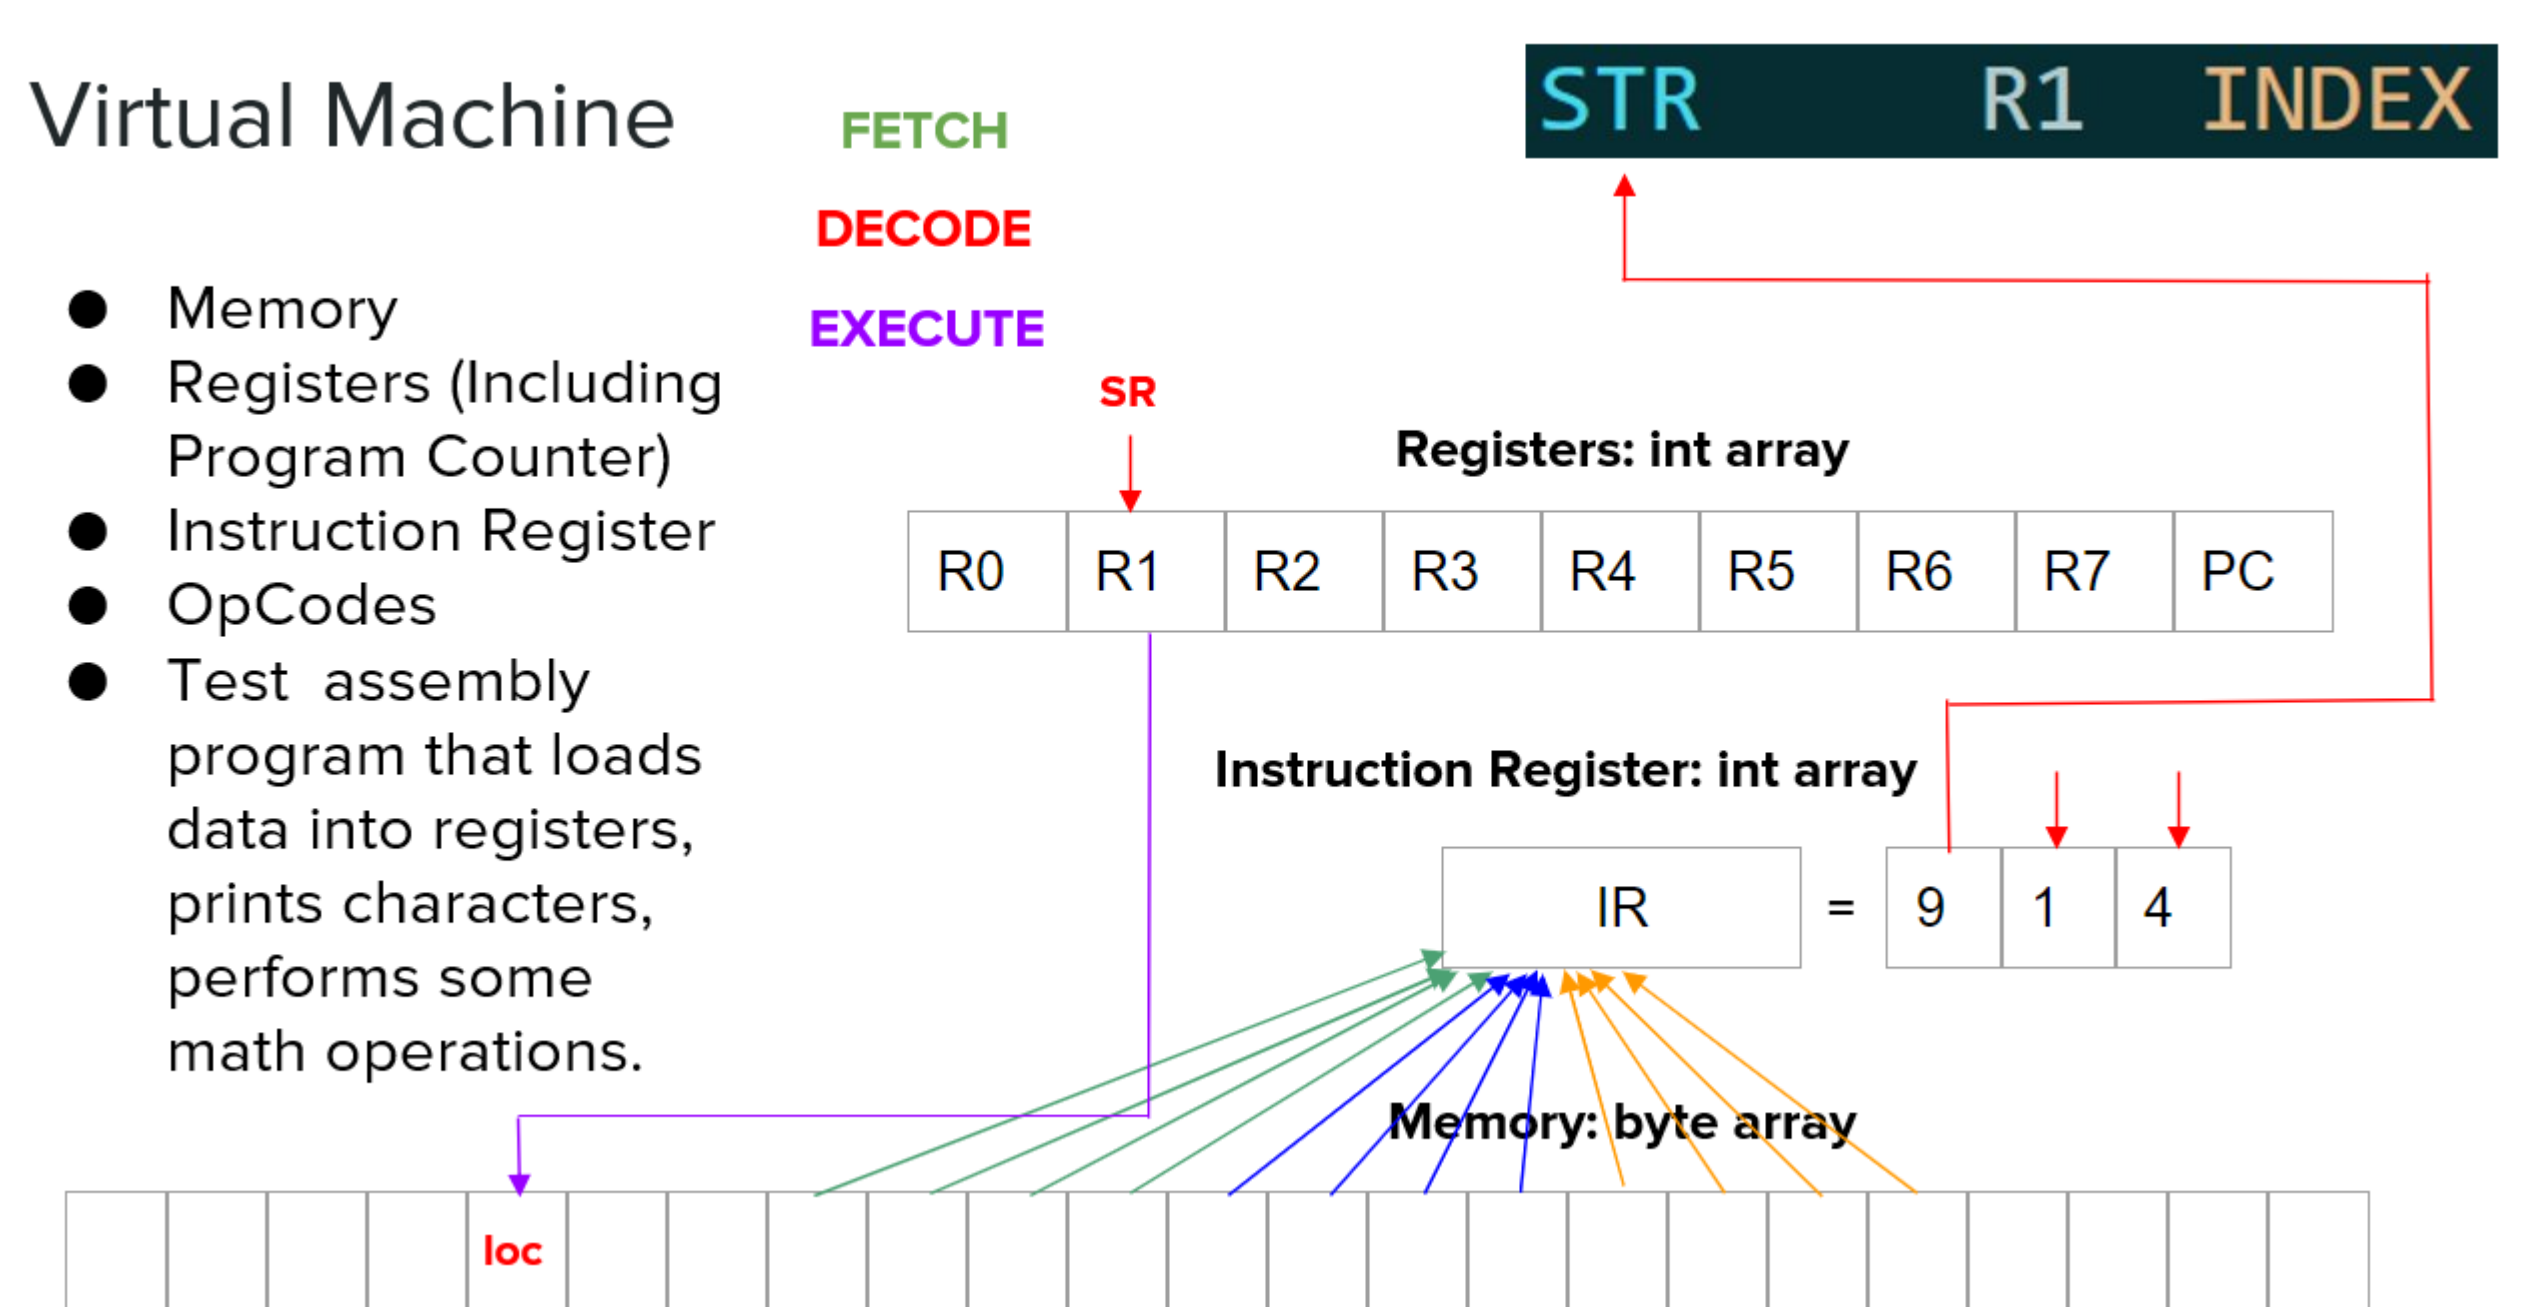 Virtual Machine
FETCH
DECODE
EXECUTE
STR R1 INDEX
● Memory
● Registers (Including
Program Counter)
● Instruction Register
● OpCodes
● Test assembly
program that loads
data into registers,
prints characters,
performs some
math operations.
SR
Registers: int array
R0 R1 R2 R3 R4 R5 R6 R7 PC
Instruction Register: int array
IR = 9 1 4
Memory: byte array
loc